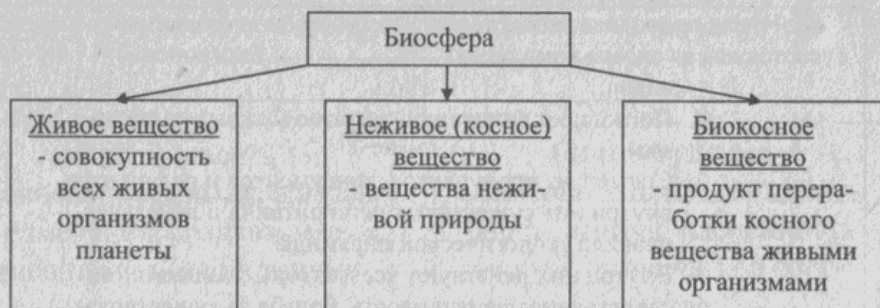 Биосфера
Живое вещество
- совокупность
всех живых
организмов
планеты
Неживое (косное)
вещество
- вещества нежи-
вой природы
Биокосное
вещество
- продукт перера-
ботки косного
вещества живыми
организмами